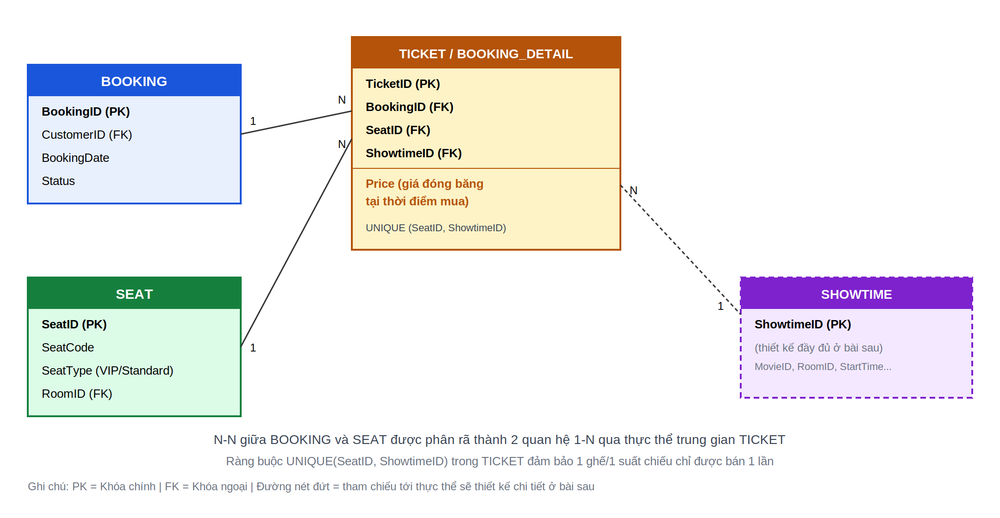 BOOKING
BookingID (PK)
CustomerID (FK)
BookingDate
Status
1
N
TICKET / BOOKING_DETAIL
TicketID (PK)
BookingID (FK)
SeatID (FK)
ShowtimeID (FK)
Price (giá đóng băng
tại thời điểm mua)
UNIQUE (SeatID, ShowtimeID)
N
N
SEAT
SeatID (PK)
SeatCode
SeatType (VIP/Standard)
RoomID (FK)
1
1
SHOWTIME
ShowtimeID (PK)
(thiết kế đầy đủ ở bài sau)
MovieID, RoomID, StartTime...
N-N giữa BOOKING và SEAT được phân rã thành 2 quan hệ 1-N qua thực thể trung gian TICKET
Ràng buộc UNIQUE(SeatID, ShowtimeID) trong TICKET đảm bảo 1 ghế/1 suất chiếu chỉ được bán 1 lần
Ghi chú: PK = Khóa chính | FK = Khóa ngoại | Đường nét đứt = tham chiếu tới thực thể sẽ thiết kế chi tiết ở bài sau